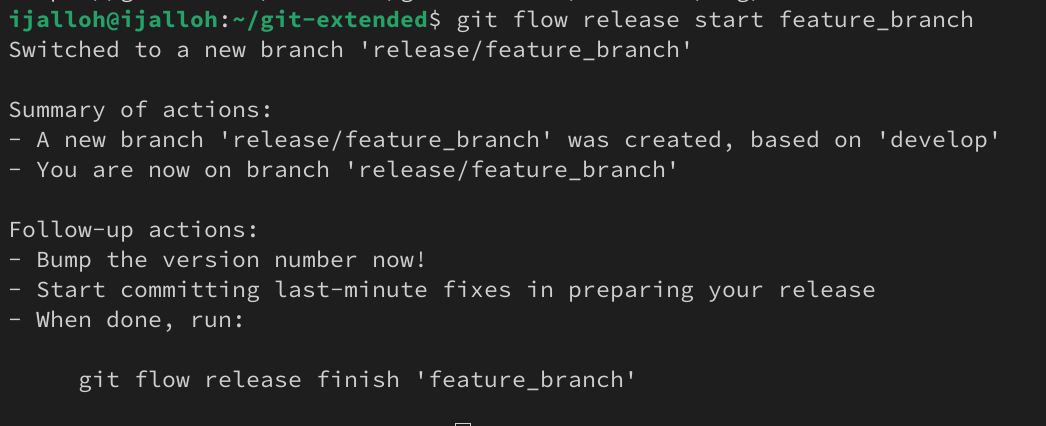 ijalloh@ijalloh:~/git-extended$ git flow release start feature_branch
Switched to a new branch 'release/feature_branch'
Summary of actions:
- A new branch 'release/feature_branch' was created, based on 'develop'
- You are now on branch 'release/feature_branch'
Follow-up actions:
- Bump the version number now!
- Start committing last-minute fixes in preparing your release
- When done, run:
git flow release finish 'feature_branch'